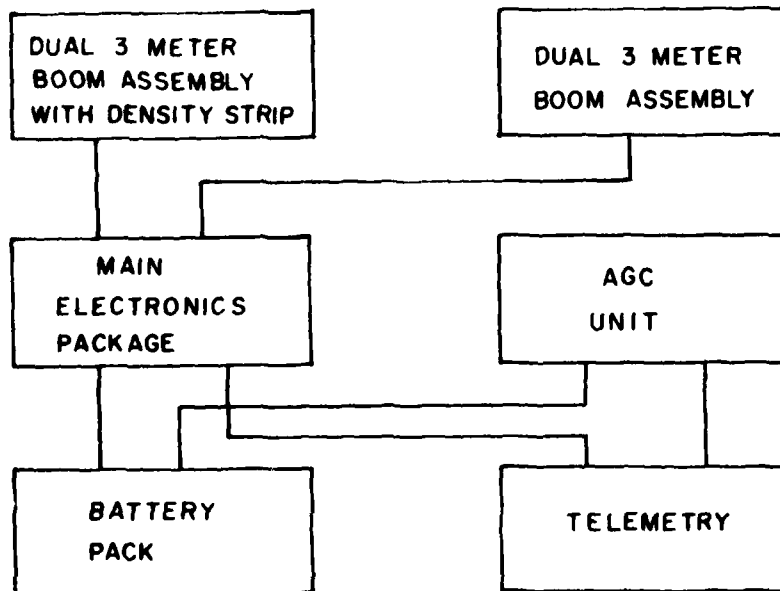 DUAL 3 METER
BOOM ASSEMBLY
WITH DENSITY STRIP
DUAL 3 METER
BOOM ASSEMBLY
MAIN
ELECTRONICS
PACKAGE
AGC
UNIT
BATTERY
PACK
TELEMETRY